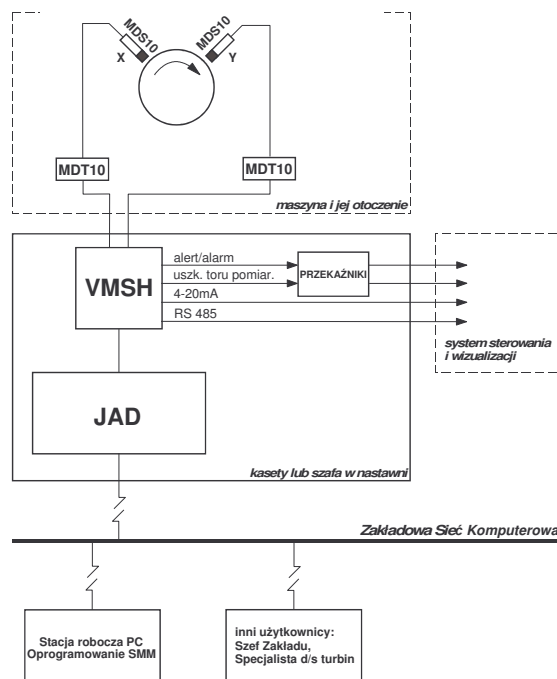 MDS10
MDS10
X
Y
MDT10
MDT10
maszyna i jej otoczenie
VMSH
alert/alarm
uszk. toru pomiar.
4-20mA
RS 485
PRZEKAŹNIKI
system sterowania
i wizualizacji
JAD
kasety lub szafa w nastawni
Zakładowa Sieć Komputerowa
Stacja robocza PC
Oprogramowanie SMM
inni użytkownicy:
Szef Zakładu,
Specjalista d/s turbin